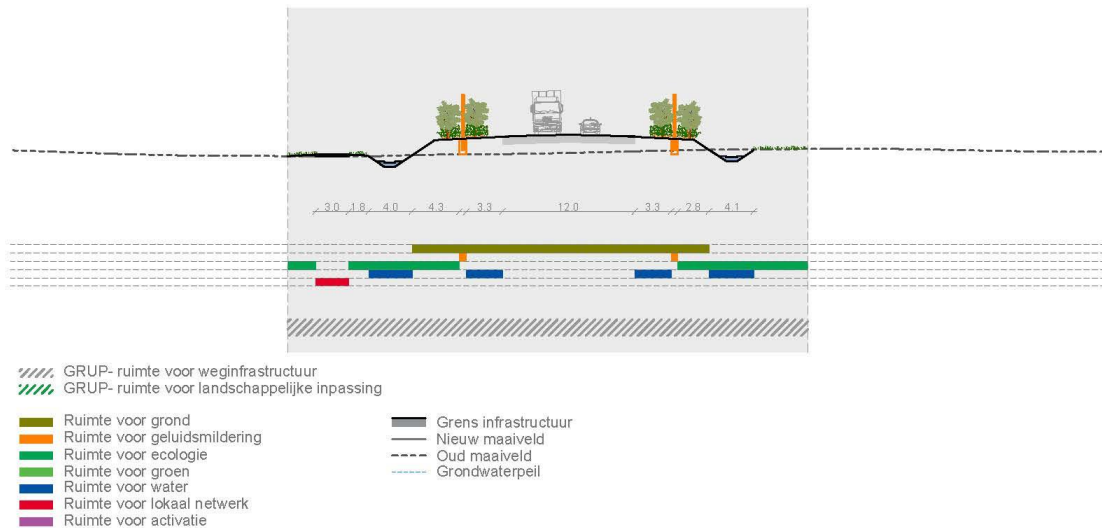 3.0 1.8 4.0 4.3 3.3 12.0 3.3 2.8 4.1
GRUP- ruimte voor weginfrastructuur
GRUP- ruimte voor landschappelijke inpassing
Ruimte voor grond
Ruimte voor geluidsmildering
Ruimte voor ecologie
Ruimte voor groen
Ruimte voor water
Ruimte voor lokaal netwerk
Ruimte voor activatie
Grens infrastructuur
Nieuw maaiveld
Oud maaiveld
Grondwaterpeil